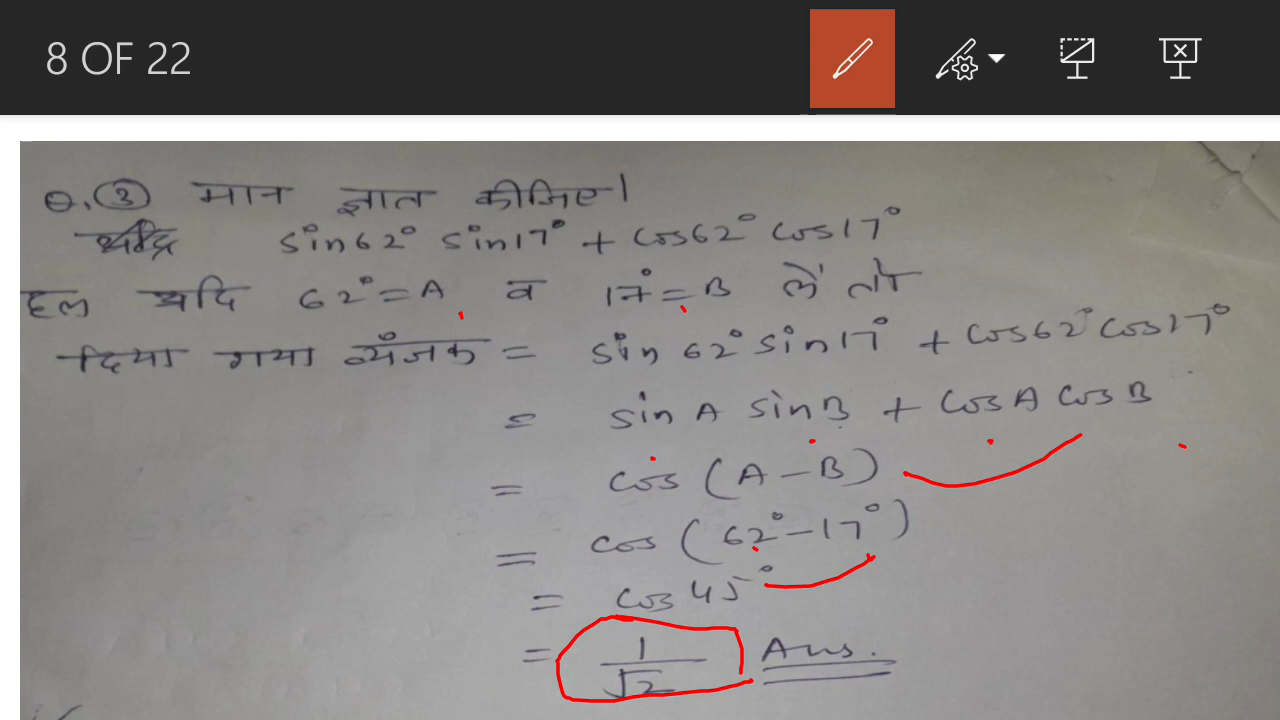 8 OF 22
Q. ③ मान ज्ञात कीजिए।
sin62° sin17° + cos62° cos17°
हल यदि 62°=A व 17°=B लें तो
दिया गया व्यंजक = sin 62° sin17° + cos62° cos17°
= sin A sin B + cos A cos B
= cos (A - B)
= cos (62° - 17°)
= cos 45°
= 1/√2 Ans.